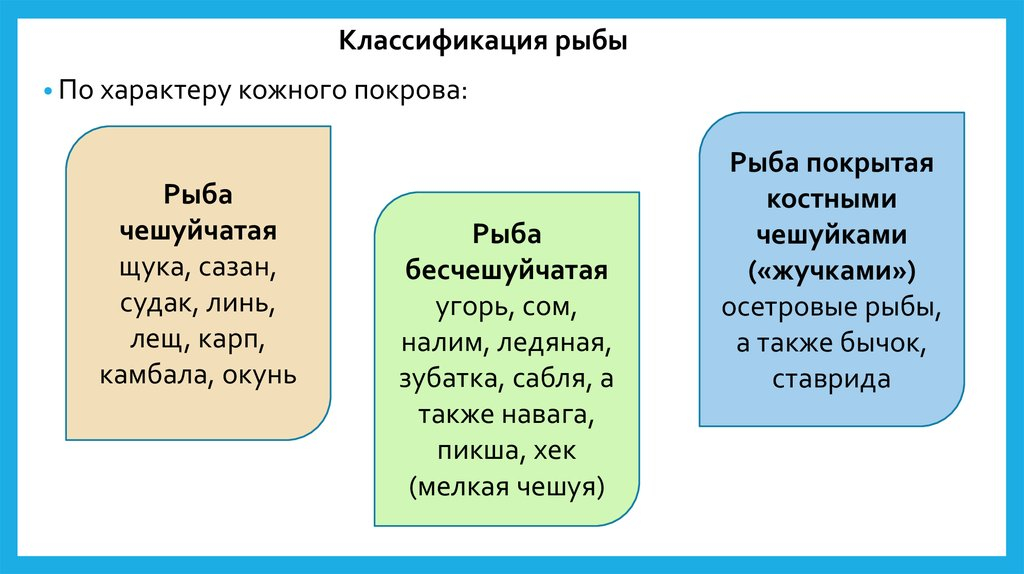 Классификация рыбы
• По характеру кожного покрова:
Рыба
чешуйчатая
щука, сазан,
судак, линь,
лещ, карп,
камбала, окунь
Рыба
бесчешуйчатая
угорь, сом,
налим, ледяная,
зубатка, сабля, а
также навага,
пикша, хек
(мелкая чешуя)
Рыба покрытая
костными
чешуйками
(«жучками»)
осетровые рыбы,
а также бычок,
ставрида